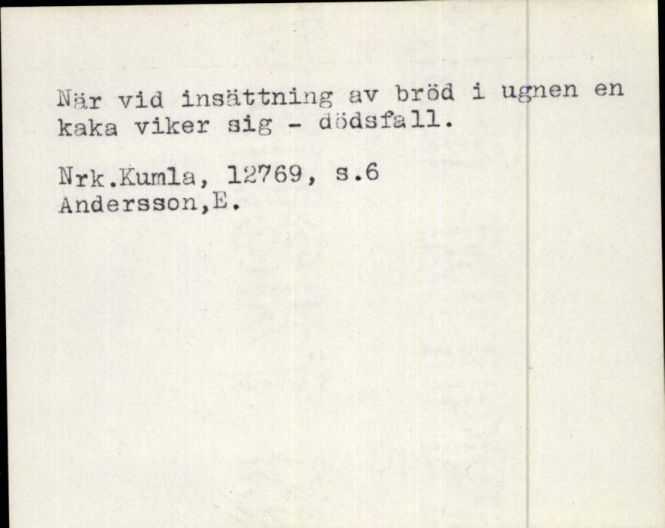 När vid insättning av bröd i ugnen en
kaka viker sig - dödsfall.
Nrk.Kumla, 12769, s.6
Andersson,E.